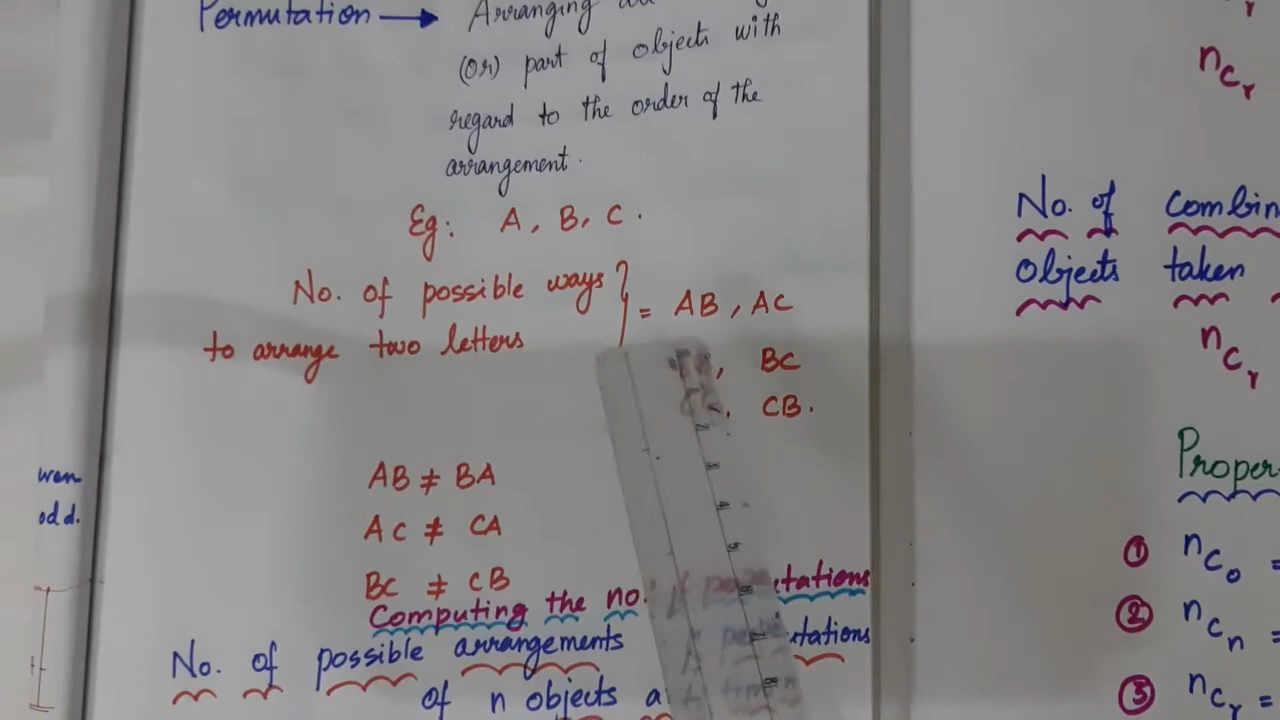 Permutation → Arranging
(Or) part of objects with
regard to the order of the
arrangement.
Eg: A, B, C.
No. of possible ways } = AB, AC
to arrange two letters
, BC
, CB.
AB ≠ BA
AC ≠ CA
BC ≠ CB
Computing the no. tations
No. of possible arrangements tations
of n objects a
wen
odd.
nCr
No. of Combin
Objects taken
nCr
Proper
① nC0 =
② nCn =
③ nCr =